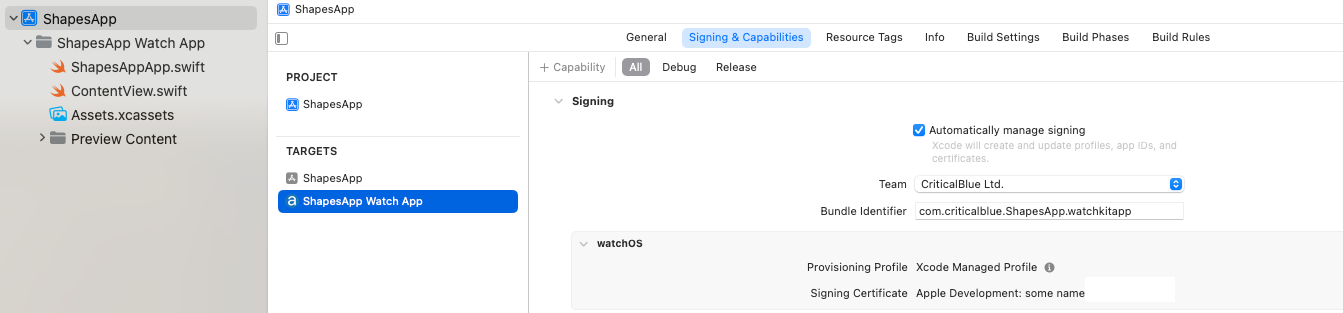 ShapesApp
ShapesApp Watch App
ShapesAppApp.swift
ContentView.swift
Assets.xcassets
Preview Content
ShapesApp
General Signing & Capabilities Resource Tags Info Build Settings Build Phases Build Rules
PROJECT
ShapesApp
TARGETS
ShapesApp
ShapesApp Watch App
+ Capability All Debug Release
Signing
Automatically manage signing
Xcode will create and update profiles, app IDs, and
certificates.
Team CriticalBlue Ltd.
Bundle Identifier com.criticalblue.ShapesApp.watchkitapp
watchOS
Provisioning Profile Xcode Managed Profile
Signing Certificate Apple Development: some name